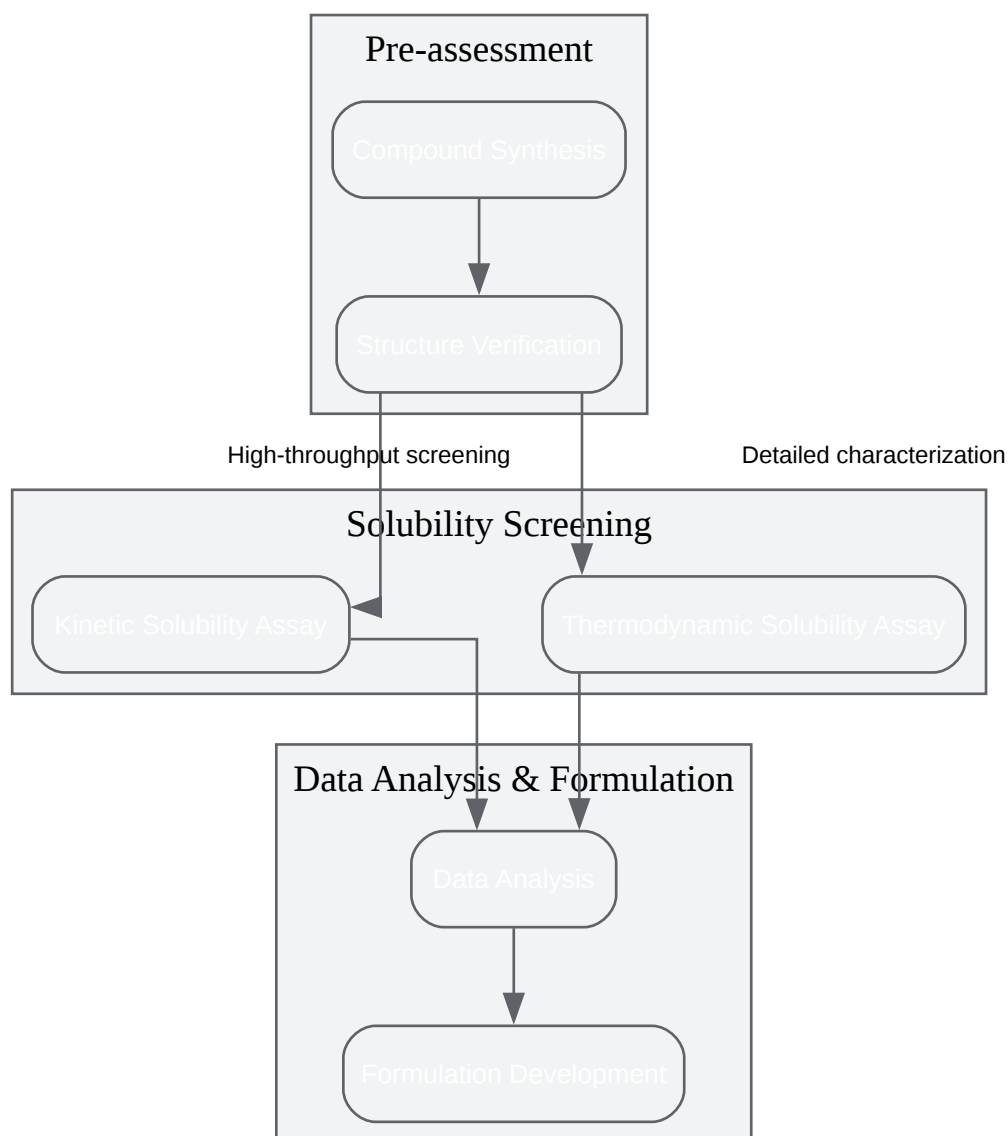 Pre-assessment
Compound Synthesis
Structure Verification
High-throughput screening
Detailed characterization
Solubility Screening
Kinetic Solubility Assay
Thermodynamic Solubility Assay
Data Analysis & Formulation
Data Analysis
Formulation Development